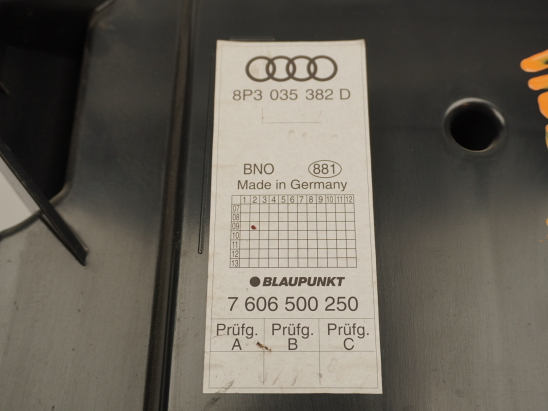 8P3 035 382 D
BNO 881
Made in Germany
1 2 3 4 5 6 7 8 9 10 11 12
07
08
09
10
11
12
13
BLAUPUNKT
7 606 500 250
Prüfg. Prüfg. Prüfg.
A B C